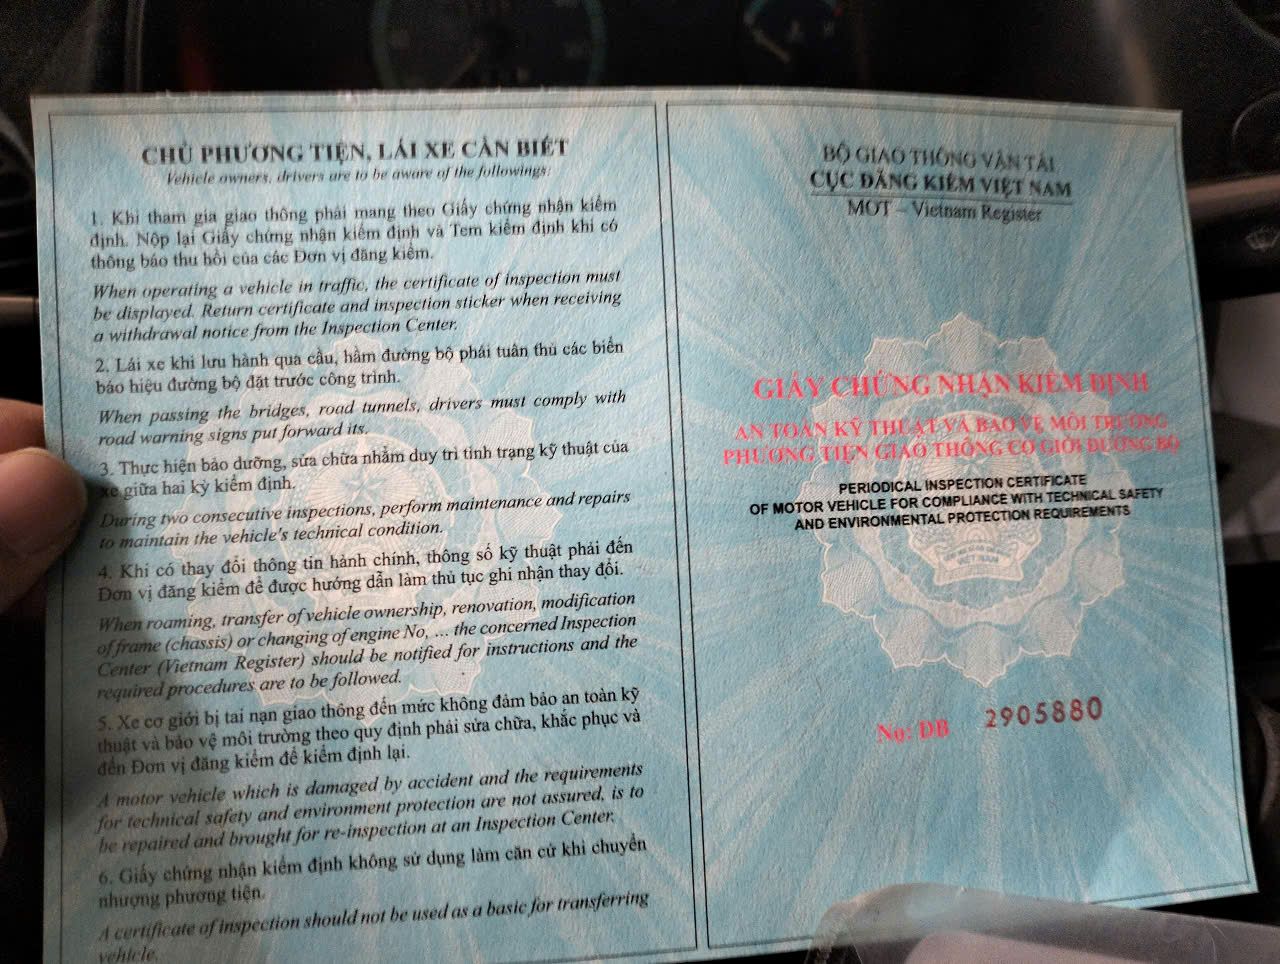 CHỦ PHƯƠNG TIỆN, LÁI XE CẦN BIẾT
Vehicle owners, drivers are to be aware of the followings:
1. Khi tham gia giao thông phải mang theo Giấy chứng nhận kiểm
định. Nộp lại Giấy chứng nhận kiểm định và Tem kiểm định khi có
thông báo thu hồi của các Đơn vị đăng kiểm.
When operating a vehicle in traffic, the certificate of inspection must
be displayed. Return certificate and inspection sticker when receiving
a withdrawal notice from the Inspection Center.
2. Lái xe khi lưu hành qua cầu, hầm đường bộ phải tuân thủ các biển
báo hiệu đường bộ đặt trước công trình.
When passing the bridges, road tunnels, drivers must comply with
road warning signs put forward its.
3. Thực hiện bảo dưỡng, sửa chữa nhằm duy trì tình trạng kỹ thuật của
xe giữa hai kỳ kiểm định.
During two consecutive inspections, perform maintenance and repairs
to maintain the vehicle's technical condition.
4. Khi có thay đổi thông tin hành chính, thông số kỹ thuật phải đến
Đơn vị đăng kiểm để được hướng dẫn làm thủ tục ghi nhận thay đổi.
When roaming, transfer of vehicle ownership, renovation, modification
of frame (chassis) or changing of engine No, ... the concerned Inspection
Center (Vietnam Register) should be notified for instructions and the
required procedures are to be followed.
5. Xe cơ giới bị tai nạn giao thông đến mức không đảm bảo an toàn kỹ
thuật và bảo vệ môi trường theo quy định phải sửa chữa, khắc phục và
đến Đơn vị đăng kiểm để kiểm định lại.
A motor vehicle which is damaged by accident and the requirements
for technical safety and environment protection are not assured, is to
be repaired and brought for re-inspection at an Inspection Center.
6. Giấy chứng nhận kiểm định không sử dụng làm căn cứ khi chuyển
nhượng phương tiện.
A certificate of inspection should not be used as a basic for transferring
vehicle.
BỘ GIAO THÔNG VẬN TẢI
CỤC ĐĂNG KIỂM VIỆT NAM
MOT – Vietnam Register
GIẤY CHỨNG NHẬN KIỂM ĐỊNH
AN TOÀN KỸ THUẬT VÀ BẢO VỆ MÔI TRƯỜNG
PHƯƠNG TIỆN GIAO THÔNG CƠ GIỚI ĐƯỜNG BỘ
PERIODICAL INSPECTION CERTIFICATE
OF MOTOR VEHICLE FOR COMPLIANCE WITH TECHNICAL SAFETY
AND ENVIRONMENTAL PROTECTION REQUIREMENTS
VIỆT NAM
No: DB 2905880